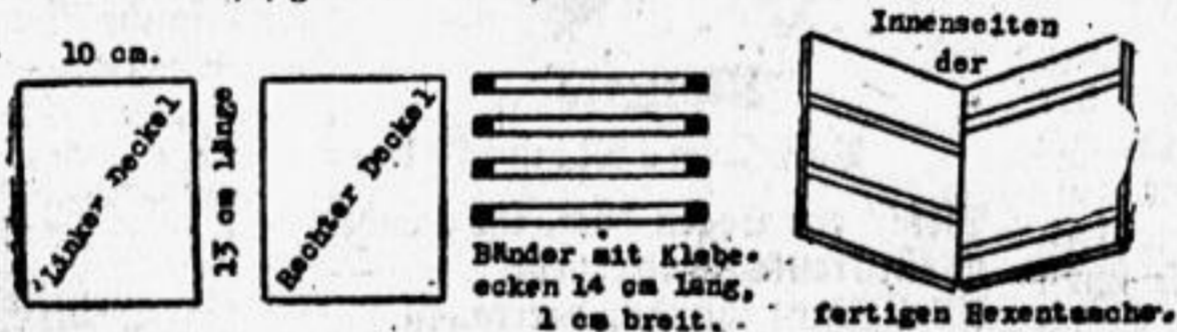 10 cm.
Linker Deckel
13 cm Länge
Rechter Deckel
Bänder mit Klebe-
ecken 14 cm lang,
1 cm breit.
Innenseiten
der
fertigen Hexentasche.